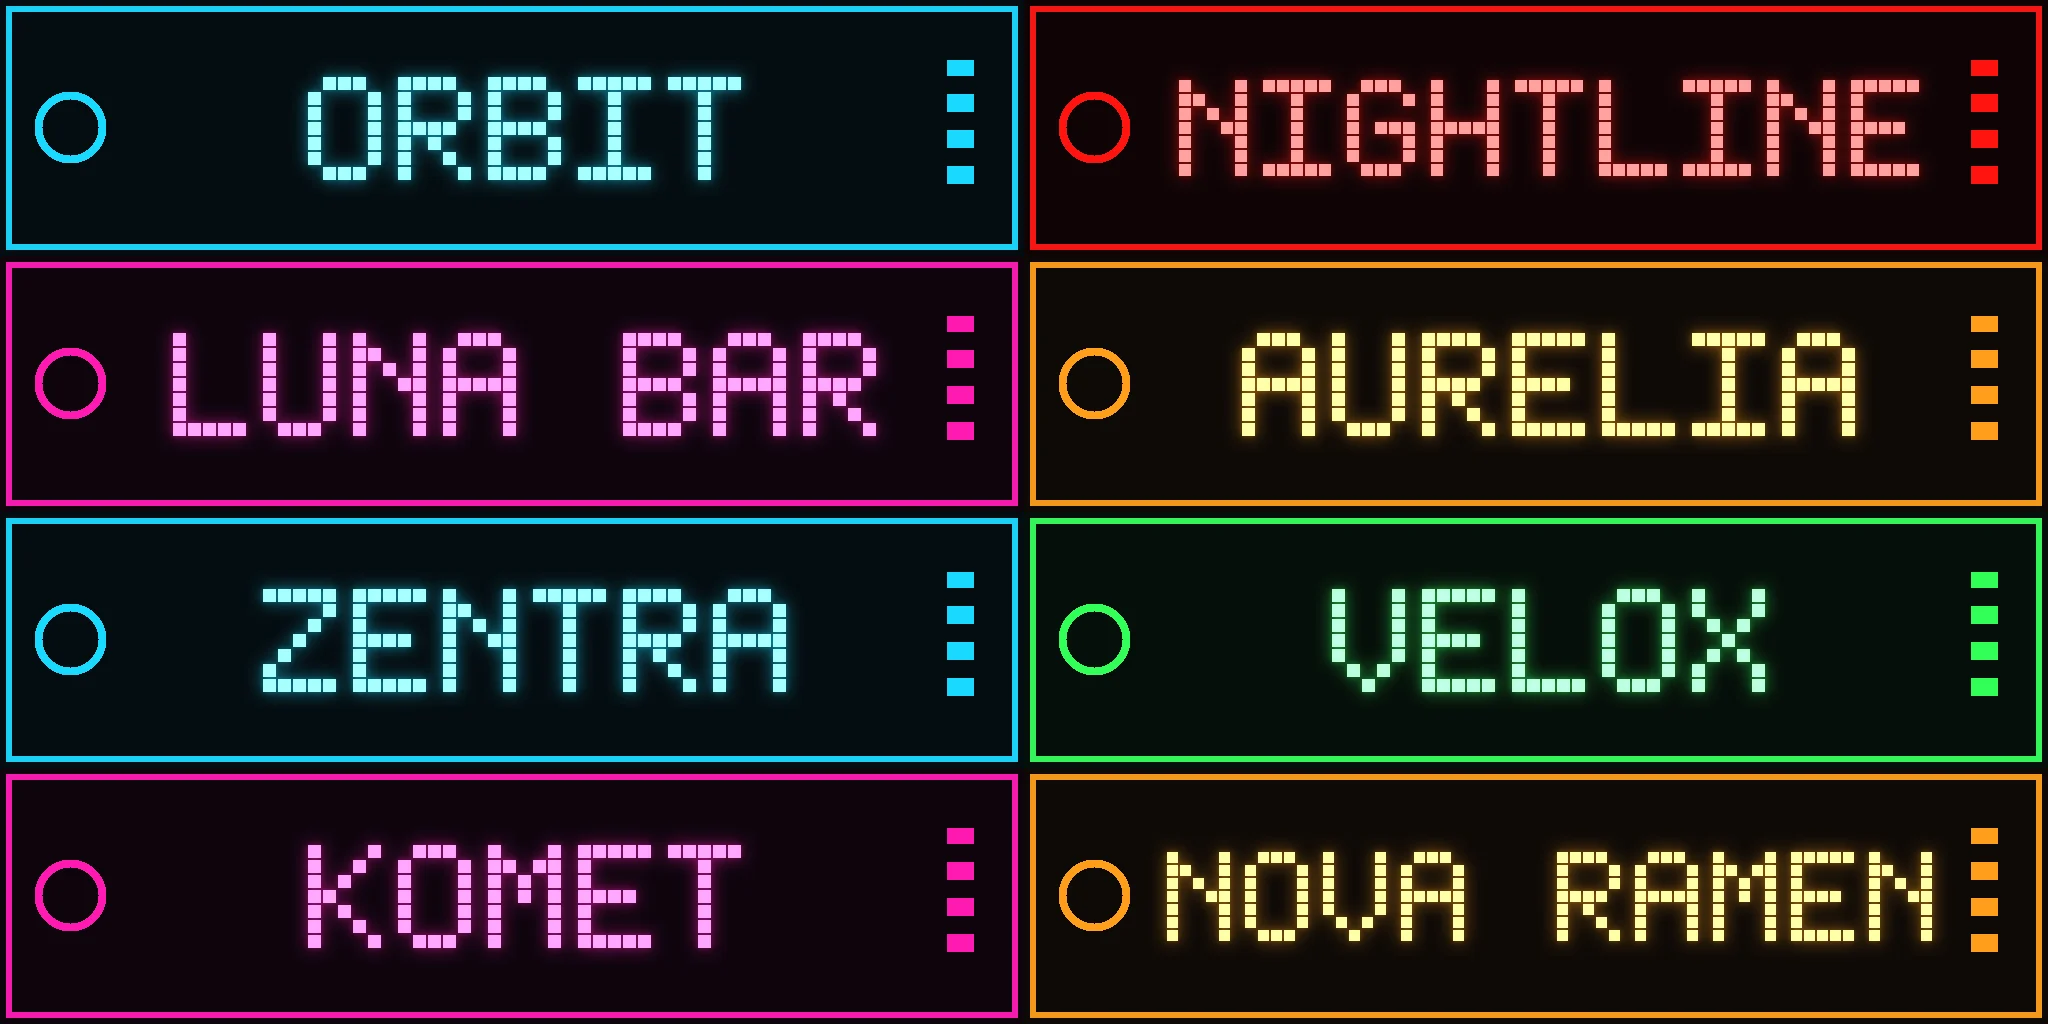 ORBIT
NIGHTLINE
LUNA BAR
AURELIA
ZENTRA
VELOX
KOMET
NOVA RAMEN